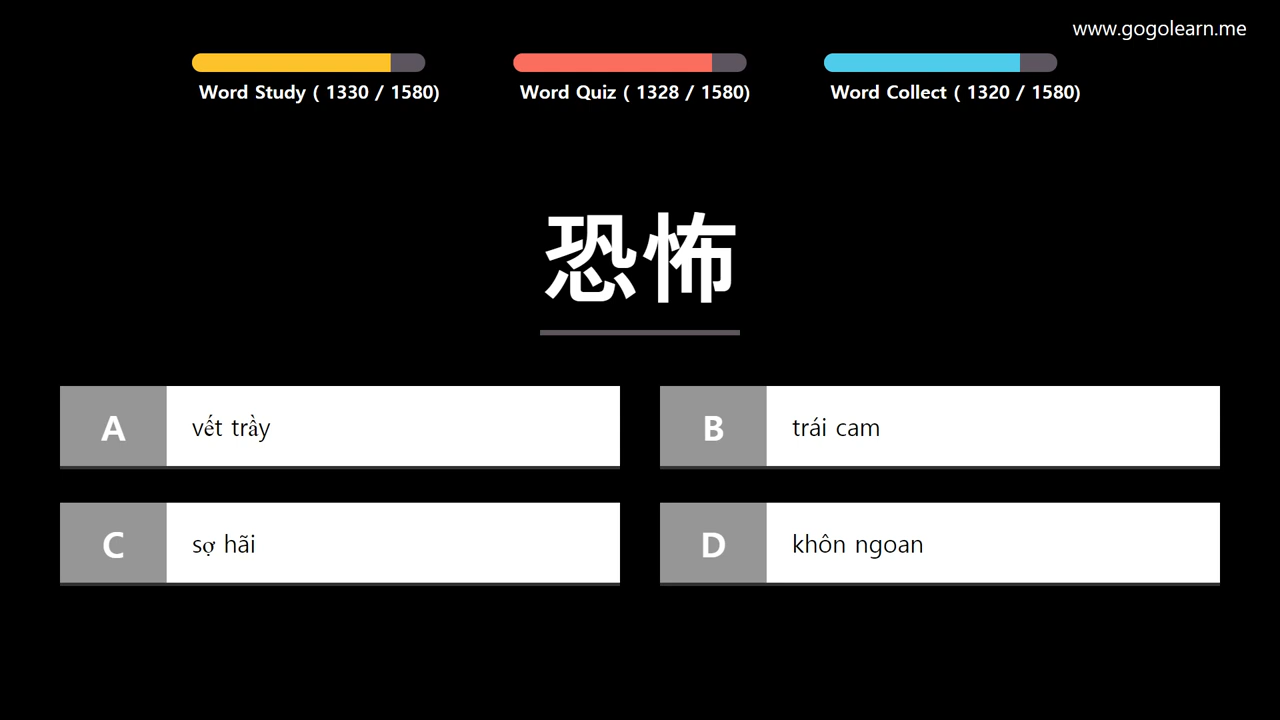 www.gogolearn.me
Word Study ( 1330 / 1580)
Word Quiz ( 1328 / 1580)
Word Collect ( 1320 / 1580)
恐怖
A
vết trầy
B
trái cam
C
sợ hãi
D
khôn ngoan